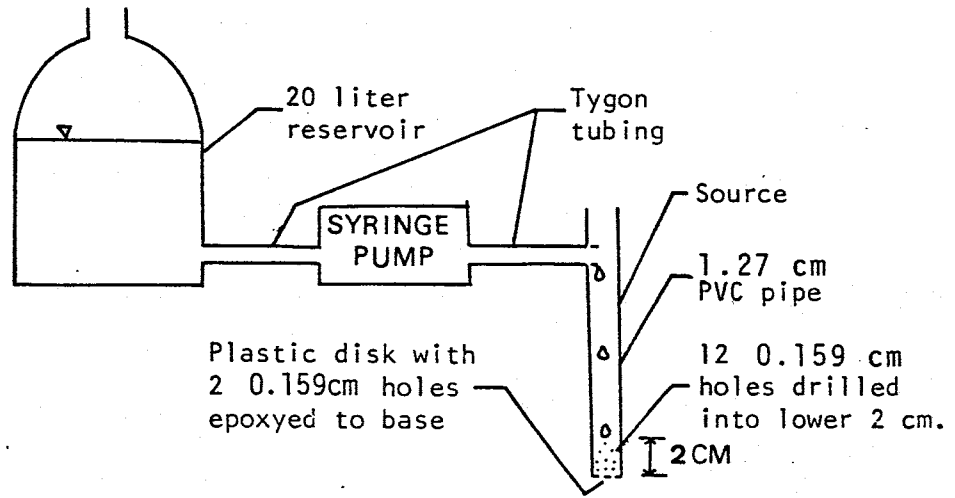 20 liter
reservoir
Tygon
tubing
Source
SYRINGE
PUMP
1.27 cm
PVC pipe
Plastic disk with
2 0.159cm holes
epoxyed to base
12 0.159 cm
holes drilled
into lower 2 cm.
2CM